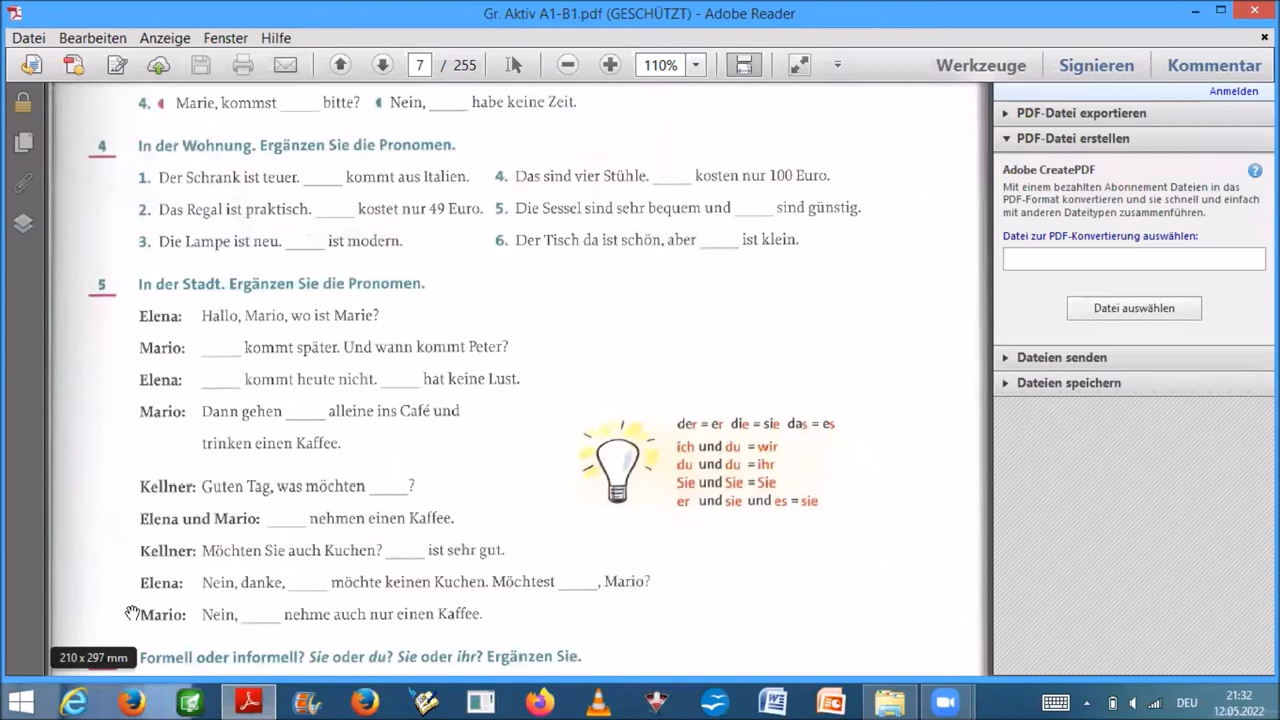 Gr. Aktiv A1-B1.pdf (GESCHÜTZT) - Adobe Reader
Datei Bearbeiten Anzeige Fenster Hilfe
7 / 255 110% Werkzeuge Signieren Kommentar
Anmelden
4. Marie, kommst _____ bitte? Nein, _____ habe keine Zeit.
4 In der Wohnung. Ergänzen Sie die Pronomen.
1. Der Schrank ist teuer. _____ kommt aus Italien.
2. Das Regal ist praktisch. _____ kostet nur 49 Euro.
3. Die Lampe ist neu. _____ ist modern.
4. Das sind vier Stühle. _____ kosten nur 100 Euro.
5. Die Sessel sind sehr bequem und _____ sind günstig.
6. Der Tisch da ist schön, aber _____ ist klein.
5 In der Stadt. Ergänzen Sie die Pronomen.
Elena: Hallo, Mario, wo ist Marie?
Mario: _____ kommt später. Und wann kommt Peter?
Elena: _____ kommt heute nicht. _____ hat keine Lust.
Mario: Dann gehen _____ alleine ins Café und
trinken einen Kaffee.
Kellner: Guten Tag, was möchten _____?
Elena und Mario: _____ nehmen einen Kaffee.
Kellner: Möchten Sie auch Kuchen? _____ ist sehr gut.
Elena: Nein, danke, _____ möchte keinen Kuchen. Möchtest _____, Mario?
Mario: Nein, _____ nehme auch nur einen Kaffee.
der = er die = sie das = es
ich und du = wir
du und du = ihr
Sie und Sie = Sie
er und sie und es = sie
210 x 297 mm
Formell oder informell? Sie oder du? Sie oder ihr? Ergänzen Sie.
PDF-Datei exportieren
PDF-Datei erstellen
Adobe CreatePDF
Mit einem bezahlten Abonnement Dateien in das
PDF-Format konvertieren und sie schnell und einfach
mit anderen Dateitypen zusammenführen.
Datei zur PDF-Konvertierung auswählen:
Datei auswählen
Dateien senden
Dateien speichern
DEU
21:32
12.05.2022